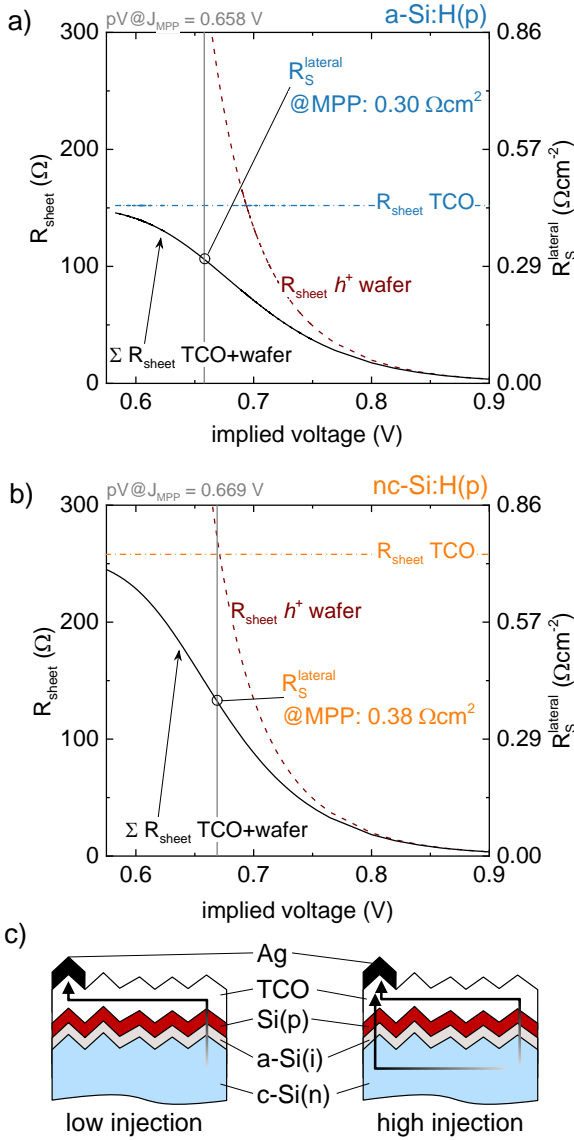 a)
pV@J_MPP = 0.658 V
a-Si:H(p)
300
0.86
R_S^lateral
@MPP: 0.30 Ωcm²
200
0.57
R_sheet (Ω)
R_sheet TCO
R_S^lateral (Ωcm⁻²)
100
0.29
R_sheet h⁺ wafer
Σ R_sheet TCO+wafer
0
0.00
0.6 0.7 0.8 0.9
implied voltage (V)
b)
pV@J_MPP = 0.669 V
nc-Si:H(p)
300
0.86
R_sheet TCO
200
0.57
R_sheet h⁺ wafer
R_sheet (Ω)
R_S^lateral (Ωcm⁻²)
R_S^lateral
@MPP: 0.38 Ωcm²
100
0.29
Σ R_sheet TCO+wafer
0
0.00
0.6 0.7 0.8 0.9
implied voltage (V)
c)
Ag
TCO
Si(p)
a-Si(i)
c-Si(n)
low injection
high injection